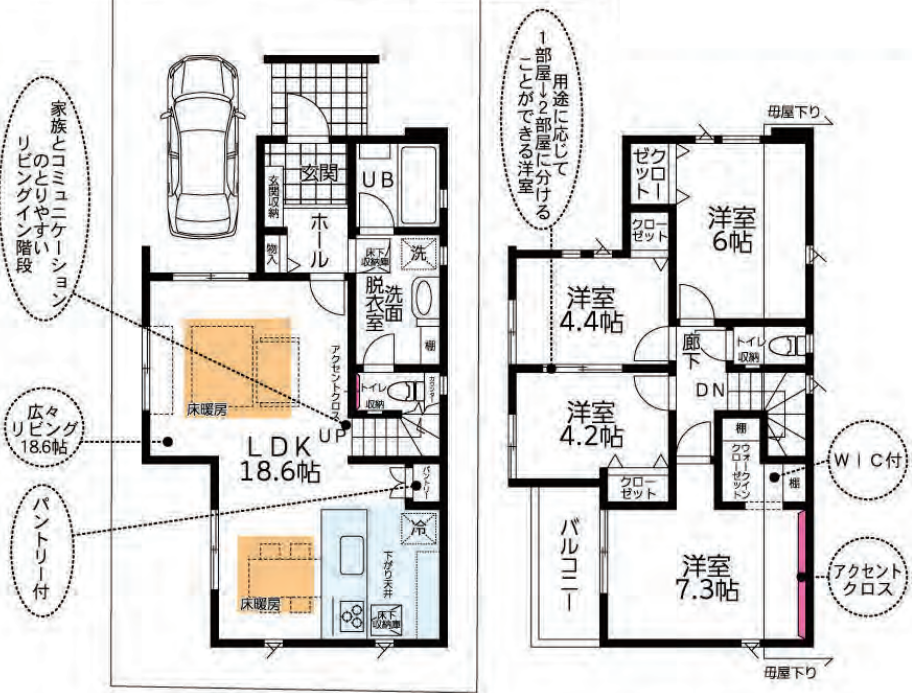 家族とコミュニケーション
のとりやすい
リビングイン階段
広々
リビング
18.6帖
パントリー付
玄関
玄関収納
ホール
物入
UB
床下
収納庫
洗
洗面
脱衣室
棚
トイレ
収納
カウンター
アクセントクロス
床暖房
UP
LDK
18.6帖
パントリー
冷
下がり天井
床暖房
床下
収納庫
用途に応じて
1部屋→2部屋に分ける
ことができる洋室
母屋下り
クロー
ゼット
洋室
6帖
クロー
ゼット
洋室
4.4帖
廊下
トイレ
収納
DN
洋室
4.2帖
クロー
ゼット
棚
ウォークイン
クローゼット
棚
WIC付
バルコニー
洋室
7.3帖
アクセント
クロス
母屋下り